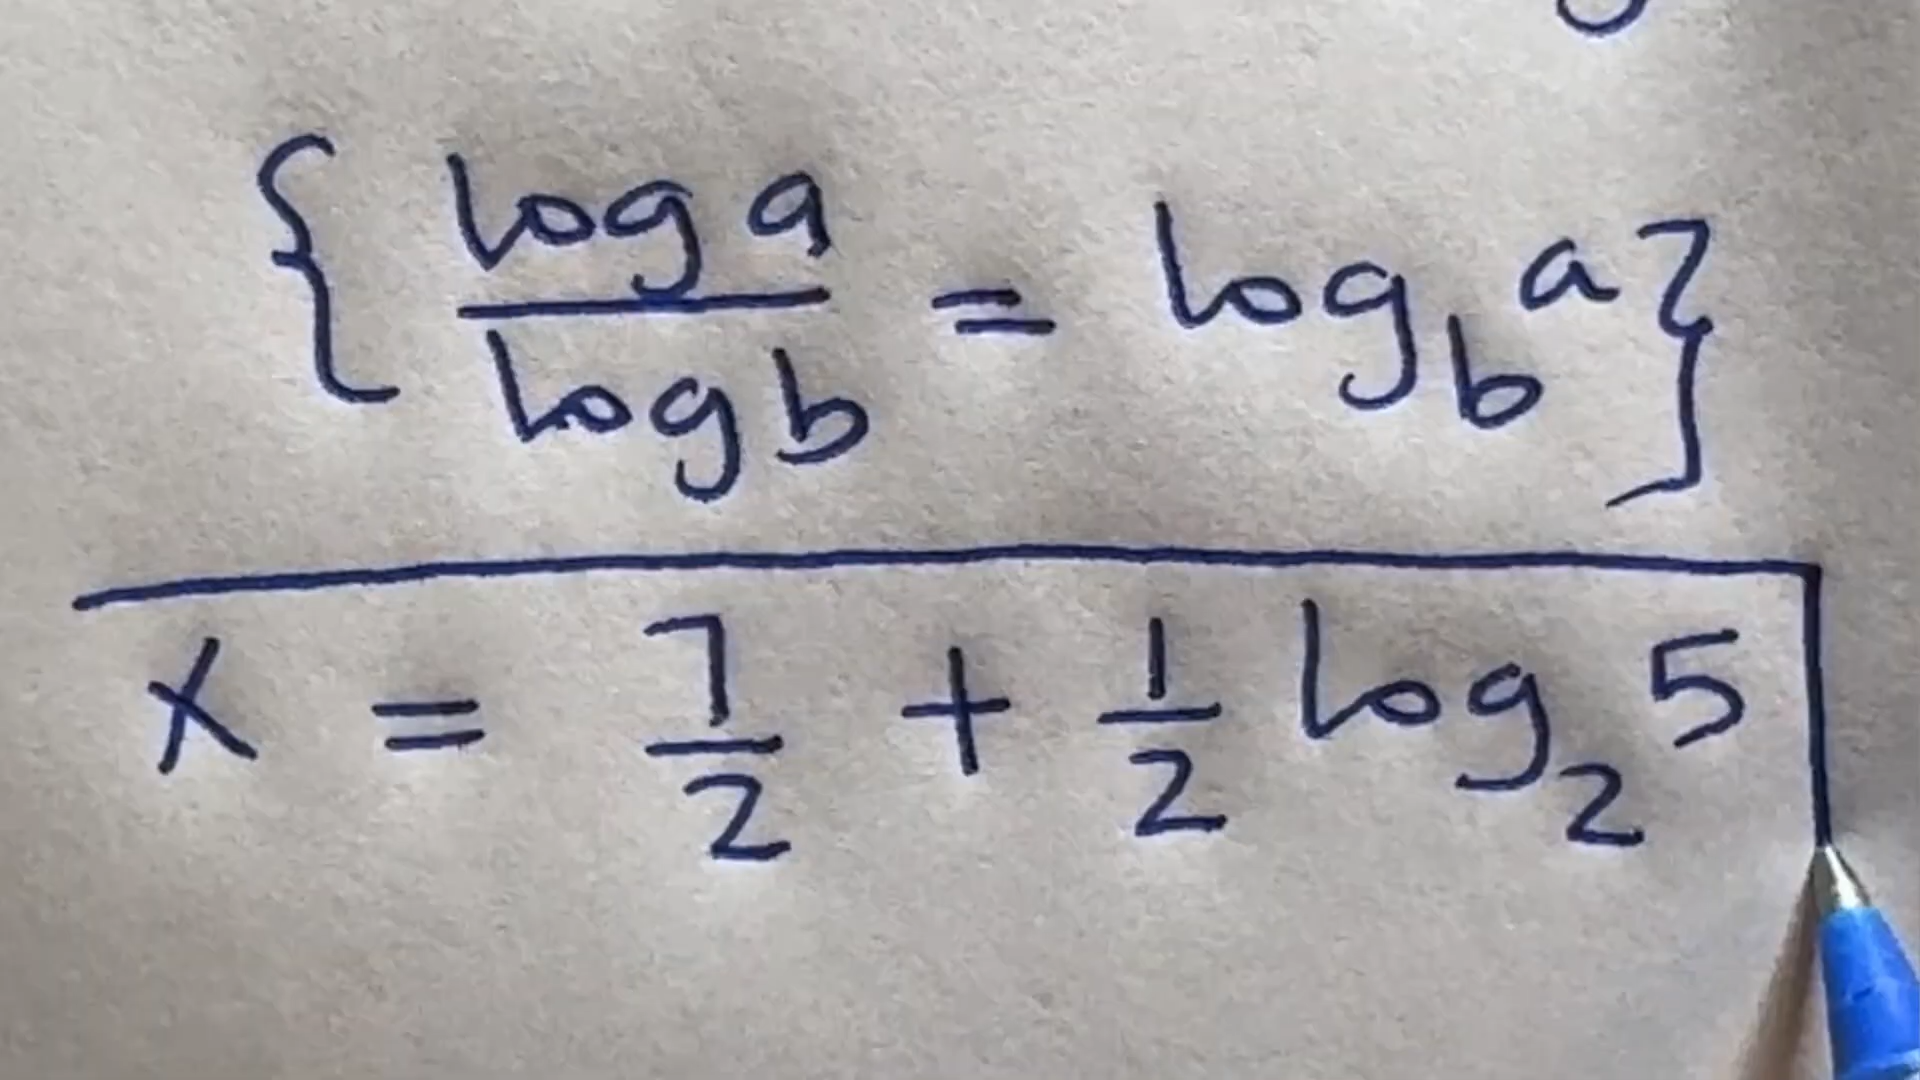 { log a / log b = log_b a }
x = 7/2 + 1/2 log_2 5